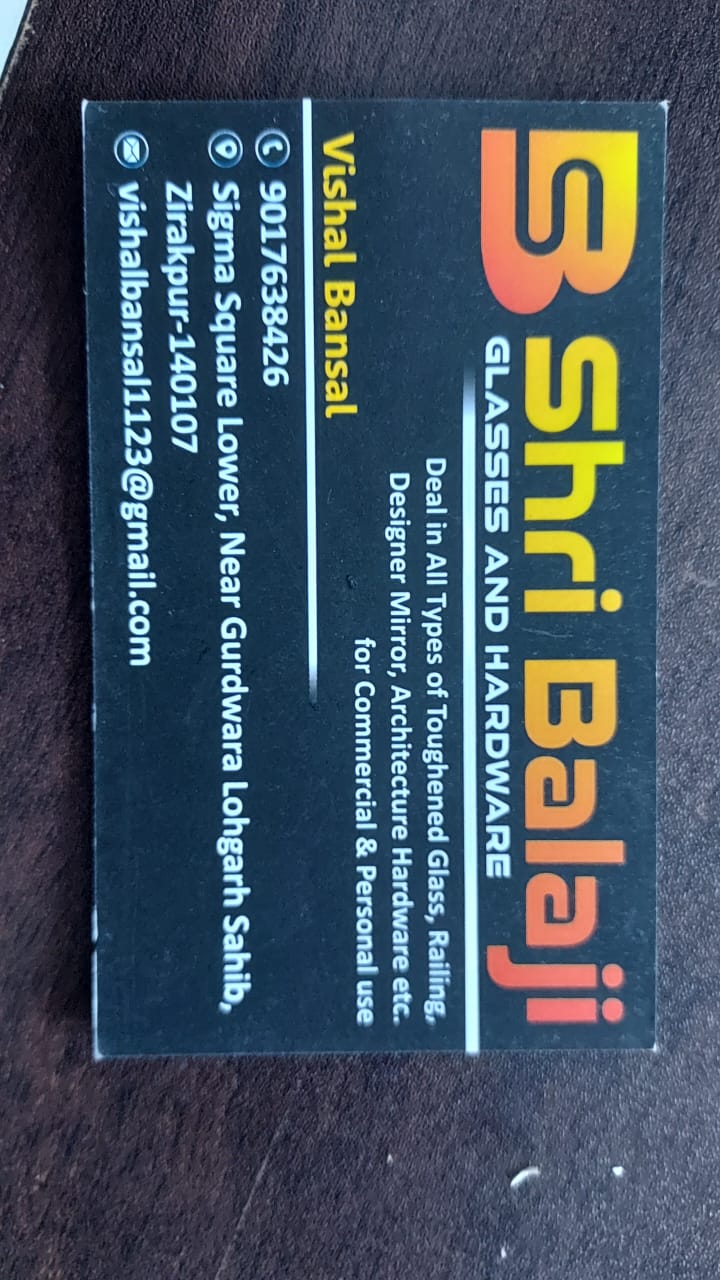 Shri Balaji
GLASSES AND HARDWARE
Deal in All Types of Toughened Glass, Railing,
Designer Mirror, Architecture Hardware etc.
for Commercial & Personal use
Vishal Bansal
9017638426
Sigma Square Lower, Near Gurdwara Lohgarh Sahib,
Zirakpur-140107
vishalbansal1123@gmail.com